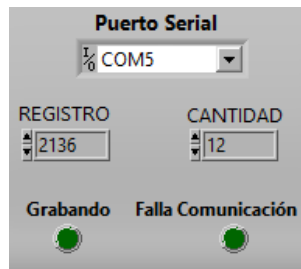 Puerto Serial
I/O COM5
REGISTRO CANTIDAD
2136 12
Grabando Falla Comunicación